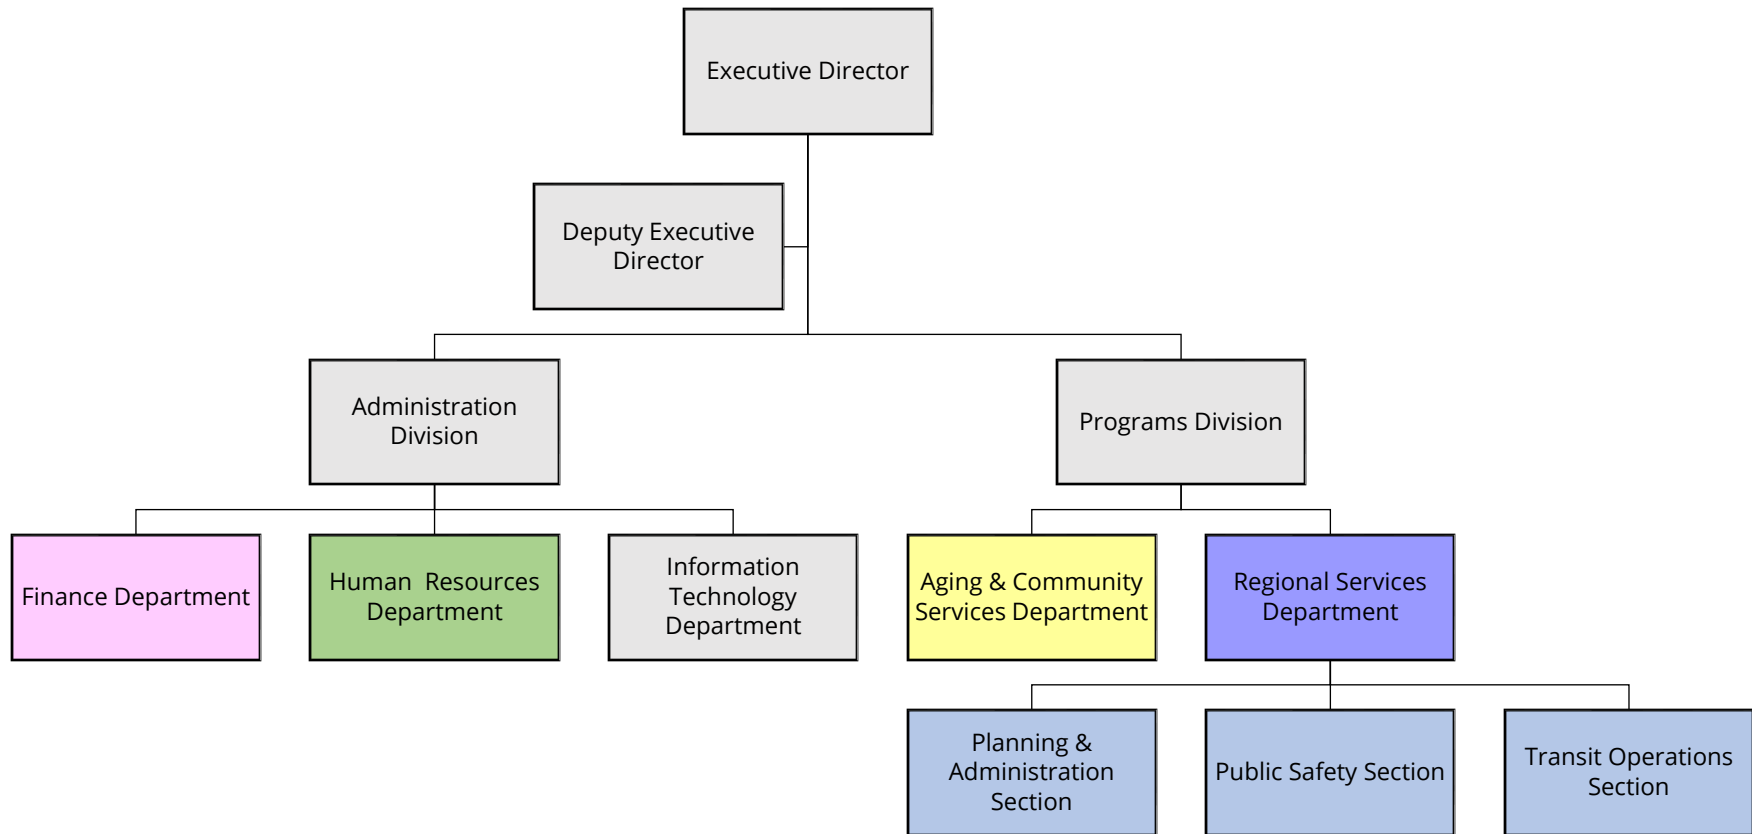 Executive Director
Deputy Executive
Director
Administration
Division
Programs Division
Finance Department
Human  Resources
Department
Information
Technology
Department
Aging & Community
Services Department
Regional Services
Department
Planning &
Administration
Section
Public Safety Section
Transit Operations
Section